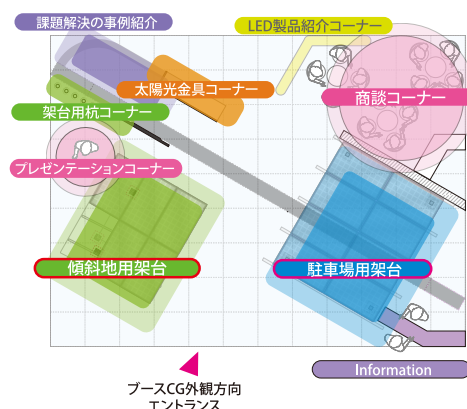 課題解決の事例紹介
LED製品紹介コーナー
太陽光金具コーナー
商談コーナー
架台用杭コーナー
プレゼンテーションコーナー
傾斜地用架台
駐車場用架台
Information
ブースCG外観方向
エントランス